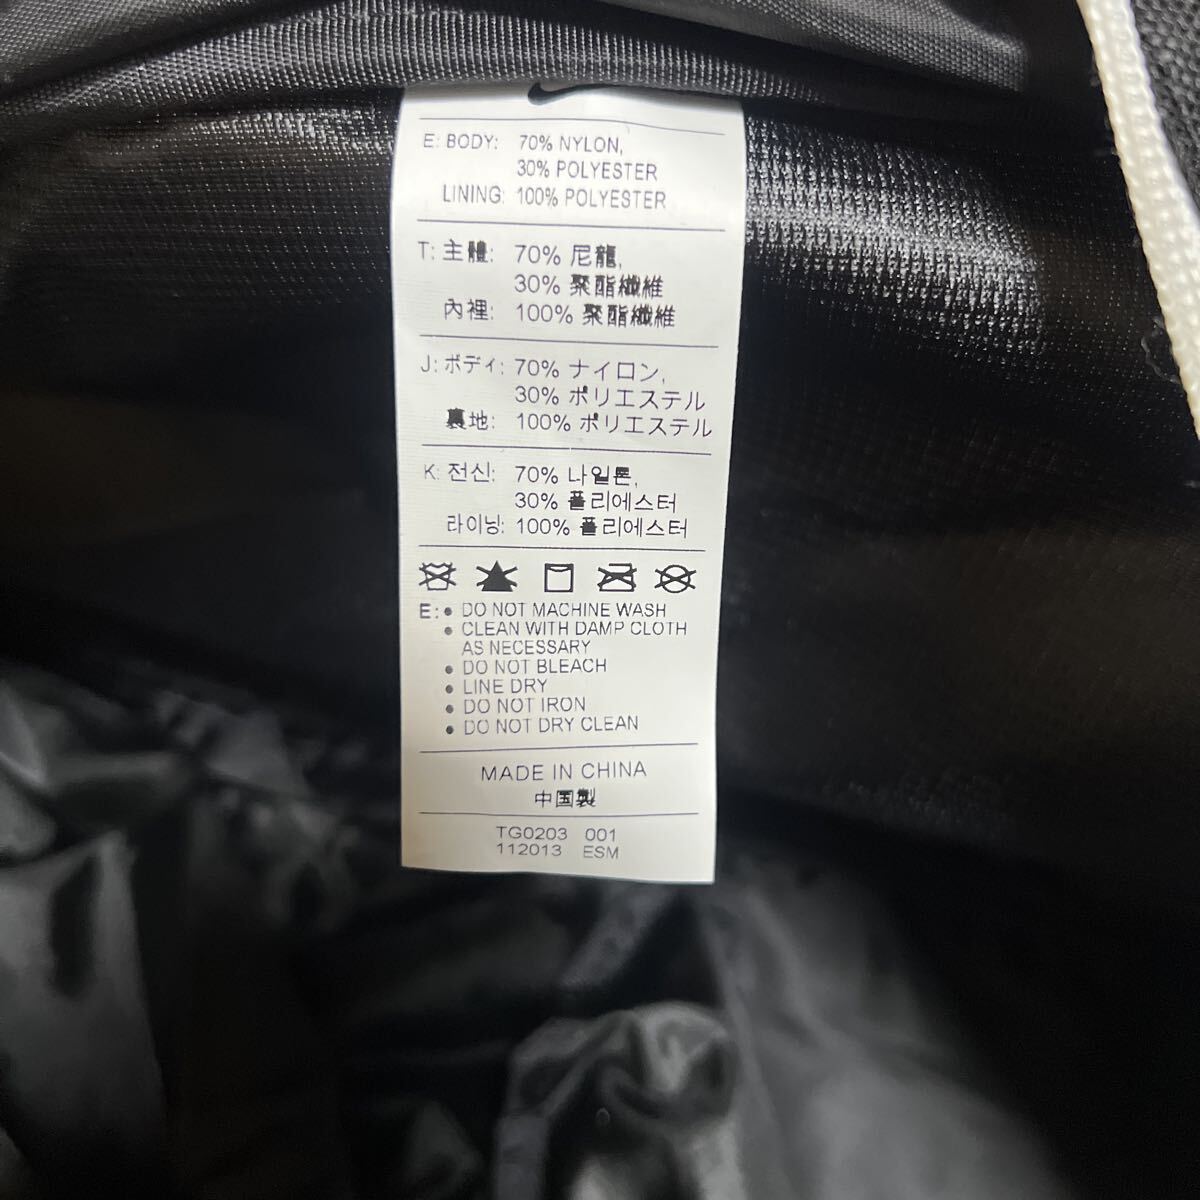 E: BODY: 70% NYLON,
30% POLYESTER
LINING: 100% POLYESTER
T: 主體: 70% 尼龍,
30% 聚酯纖維
內裡: 100% 聚酯纖維
J: ボディ: 70% ナイロン,
30% ポリエステル
裏地: 100% ポリエステル
K: 전신: 70% 나일론,
30% 폴리에스터
라이닝: 100% 폴리에스터
E: • DO NOT MACHINE WASH
• CLEAN WITH DAMP CLOTH
AS NECESSARY
• DO NOT BLEACH
• LINE DRY
• DO NOT IRON
• DO NOT DRY CLEAN
MADE IN CHINA
中国製
TG0203 001
112013 ESM